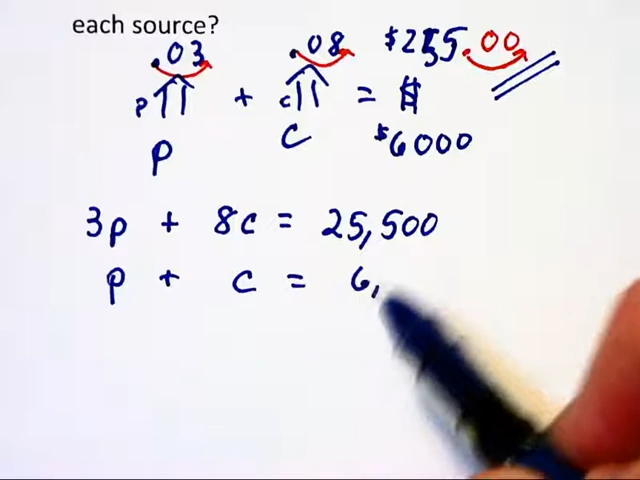 each source?
.03 .08 $255.00
p + c = #
p c $6000
3p + 8c = 25,500
p + c = 6,